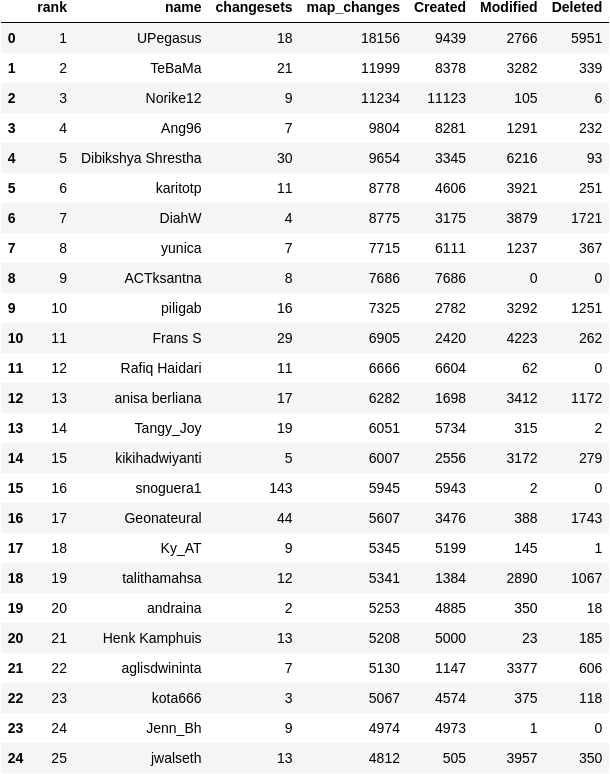 rank name changesets map_changes Created Modified Deleted
0 1 UPegasus 18 18156 9439 2766 5951
1 2 TeBaMa 21 11999 8378 3282 339
2 3 Norike12 9 11234 11123 105 6
3 4 Ang96 7 9804 8281 1291 232
4 5 Dibikshya Shrestha 30 9654 3345 6216 93
5 6 karitotp 11 8778 4606 3921 251
6 7 DiahW 4 8775 3175 3879 1721
7 8 yunica 7 7715 6111 1237 367
8 9 ACTksantna 8 7686 7686 0 0
9 10 piligab 16 7325 2782 3292 1251
10 11 Frans S 29 6905 2420 4223 262
11 12 Rafiq Haidari 11 6666 6604 62 0
12 13 anisa berliana 17 6282 1698 3412 1172
13 14 Tangy_Joy 19 6051 5734 315 2
14 15 kikihadwiyanti 5 6007 2556 3172 279
15 16 snoguera1 143 5945 5943 2 0
16 17 Geonateural 44 5607 3476 388 1743
17 18 Ky_AT 9 5345 5199 145 1
18 19 talithamahsa 12 5341 1384 2890 1067
19 20 andraina 2 5253 4885 350 18
20 21 Henk Kamphuis 13 5208 5000 23 185
21 22 aglisdwininta 7 5130 1147 3377 606
22 23 kota666 3 5067 4574 375 118
23 24 Jenn_Bh 9 4974 4973 1 0
24 25 jwalseth 13 4812 505 3957 350